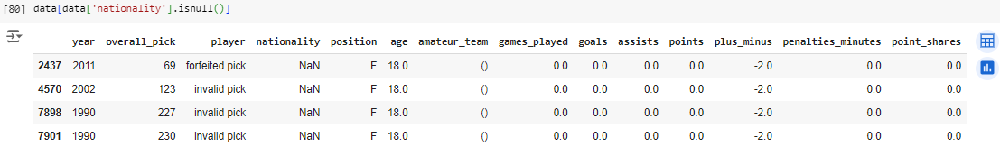 [80] data[data['nationality'].isnull()]
year overall_pick player nationality position age amateur_team games_played goals assists points plus_minus penalties_minutes point_shares
2437 2011 69 forfeited pick NaN F 18.0 () 0.0 0.0 0.0 0.0 -2.0 0.0 0.0
4570 2002 123 invalid pick NaN F 18.0 () 0.0 0.0 0.0 0.0 -2.0 0.0 0.0
7898 1990 227 invalid pick NaN F 18.0 () 0.0 0.0 0.0 0.0 -2.0 0.0 0.0
7901 1990 230 invalid pick NaN F 18.0 () 0.0 0.0 0.0 0.0 -2.0 0.0 0.0